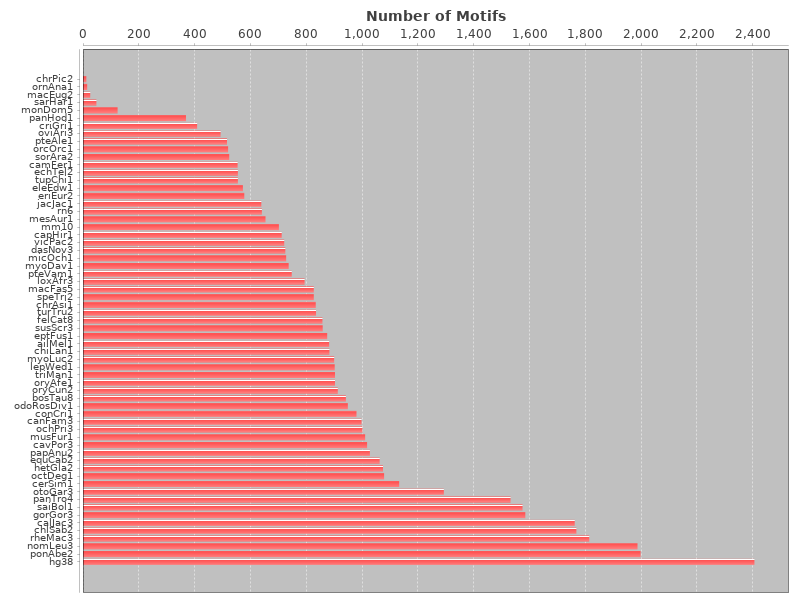 Number of Motifs
0 200 400 600 800 1,000 1,200 1,400 1,600 1,800 2,000 2,200 2,400
chrPic2
ornAna1
macEug2
sarHar1
monDom5
panHod1
criGri1
oviAri3
pteAle1
orcOrc1
sorAra2
camFer1
echTel2
tupChi1
eleEdw1
eriEur2
jacJac1
rn6
mesAur1
mm10
capHir1
vicPac2
dasNov3
micOch1
myoDav1
pteVam1
loxAfr3
macFas5
speTri2
chrAsi1
turTru2
felCat8
susScr3
eptFus1
ailMel1
chiLan1
myoLuc2
lepWed1
triMan1
oryAfe1
oryCun2
bosTau8
odoRosDiv1
conCri1
canFam3
ochPri3
musFur1
cavPor3
papAnu2
equCab2
hetGla2
octDeg1
cerSim1
otoGar3
panTro4
saiBol1
gorGor3
calJac3
chlSab2
rheMac3
nomLeu3
ponAbe2
hg38